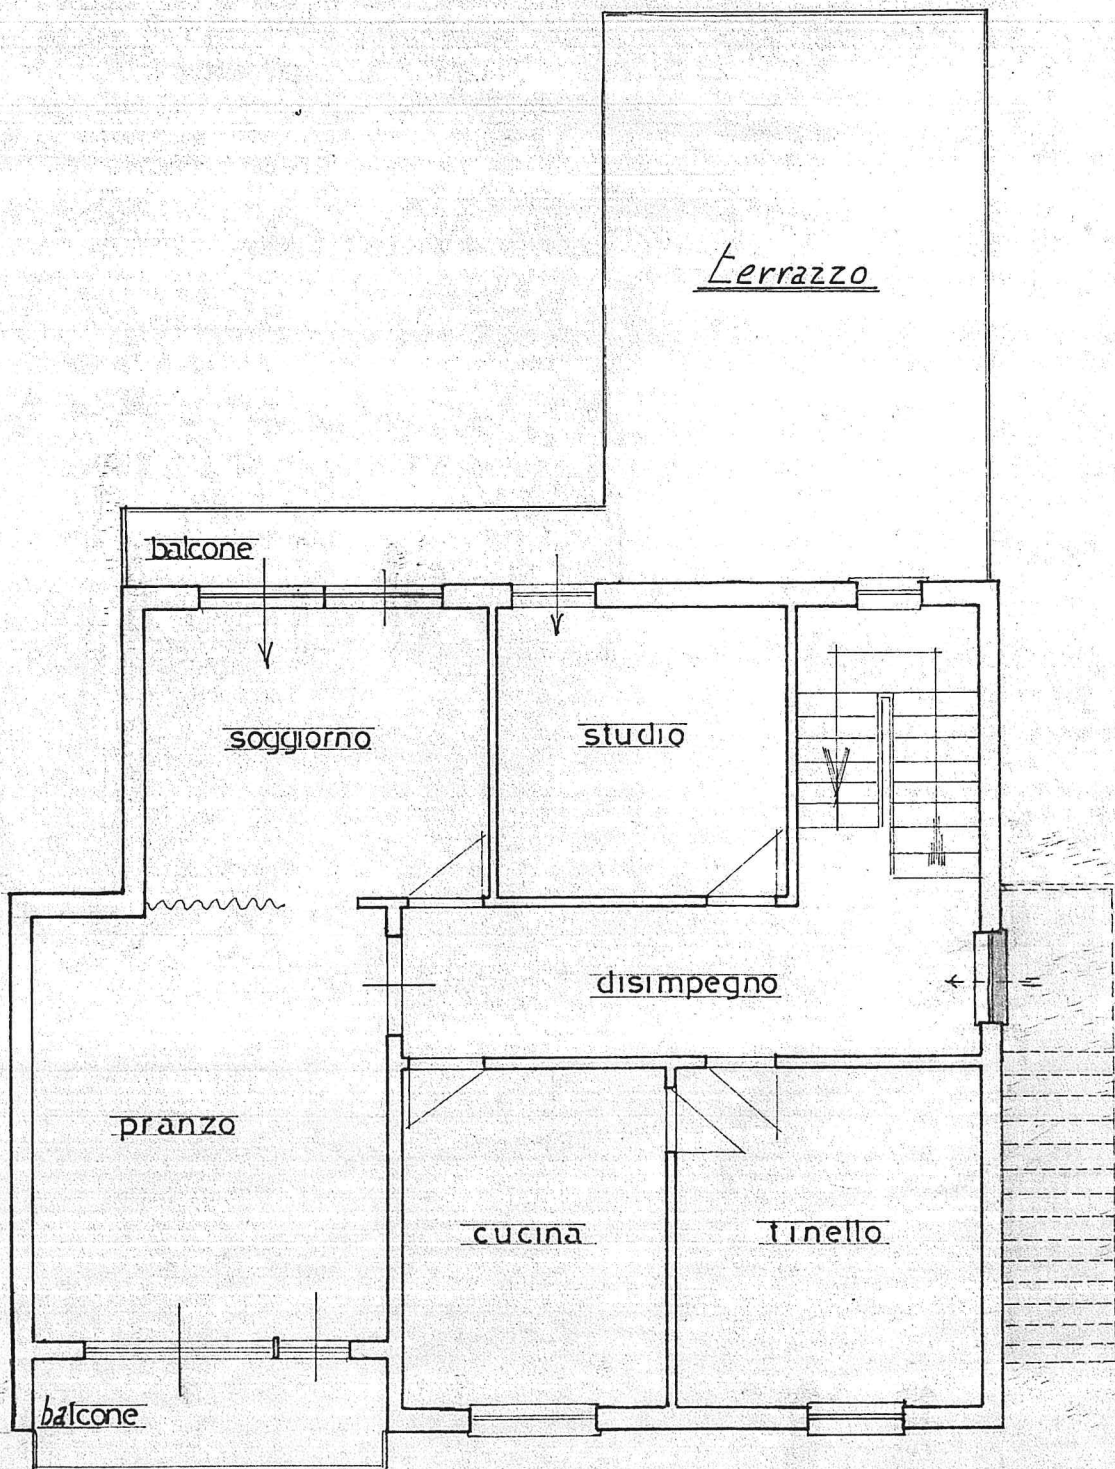 terrazzo
balcone
soggiorno
studio
disimpegno
pranzo
cucina
tinello
balcone